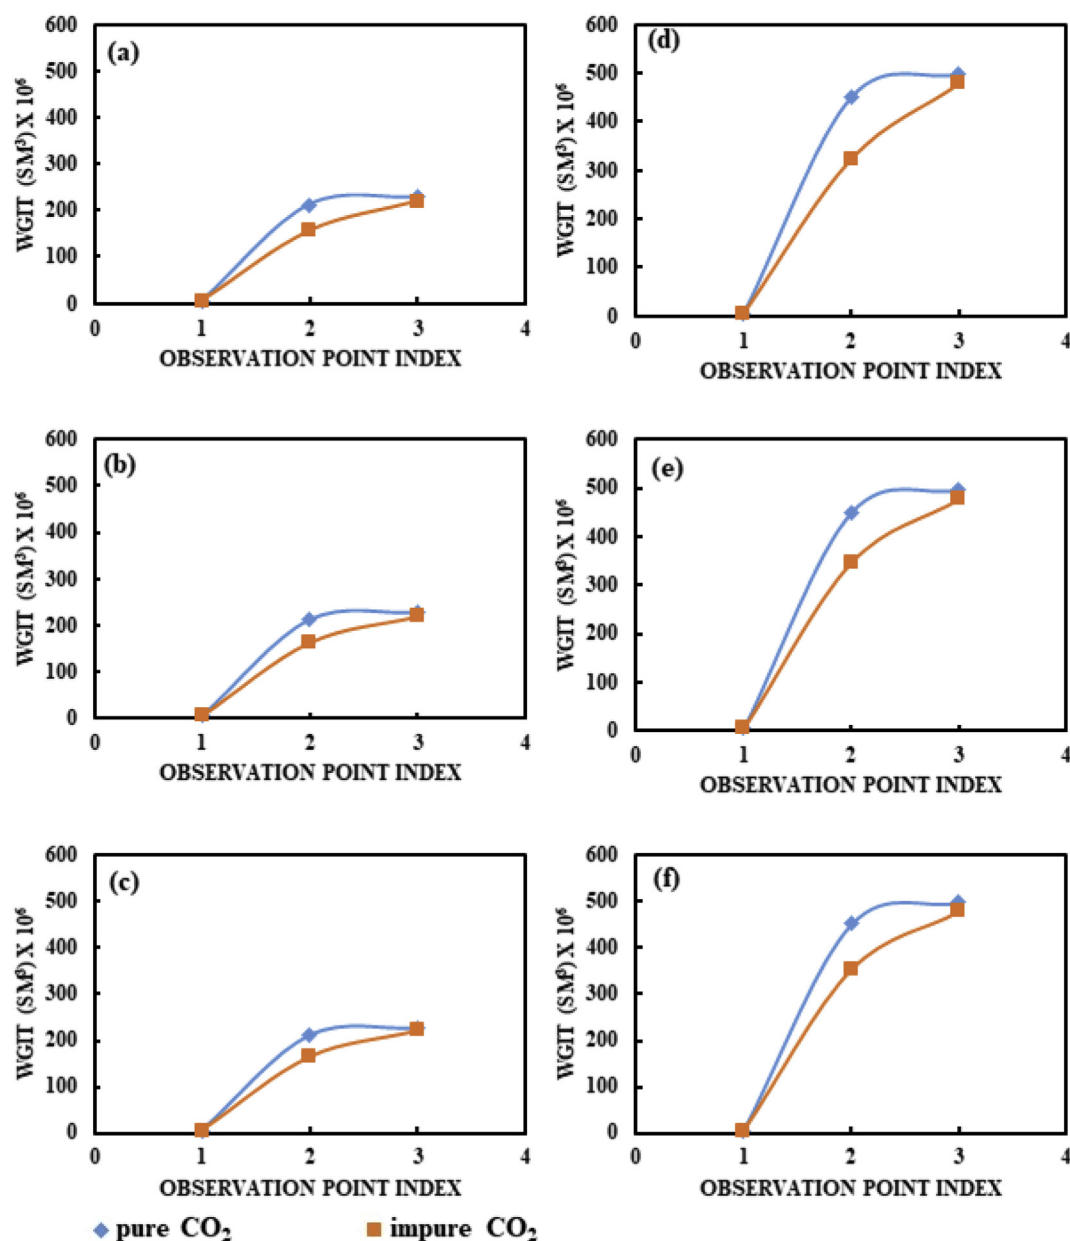 (a)
WGIT (SM³) X 10⁶
600
500
400
300
200
100
0
0 1 2 3 4
OBSERVATION POINT INDEX
(d)
WGIT (SM³) X 10⁶
600
500
400
300
200
100
0
0 1 2 3 4
OBSERVATION POINT INDEX
(b)
WGIT (SM³) X 10⁶
600
500
400
300
200
100
0
0 1 2 3 4
OBSERVATION POINT INDEX
(e)
WGIT (SM³) X 10⁶
600
500
400
300
200
100
0
0 1 2 3 4
OBSERVATION POINT INDEX
(c)
WGIT (SM³) X 10⁶
600
500
400
300
200
100
0
0 1 2 3 4
OBSERVATION POINT INDEX
(f)
WGIT (SM³) X 10⁶
600
500
400
300
200
100
0
0 1 2 3 4
OBSERVATION POINT INDEX
pure CO₂ impure CO₂